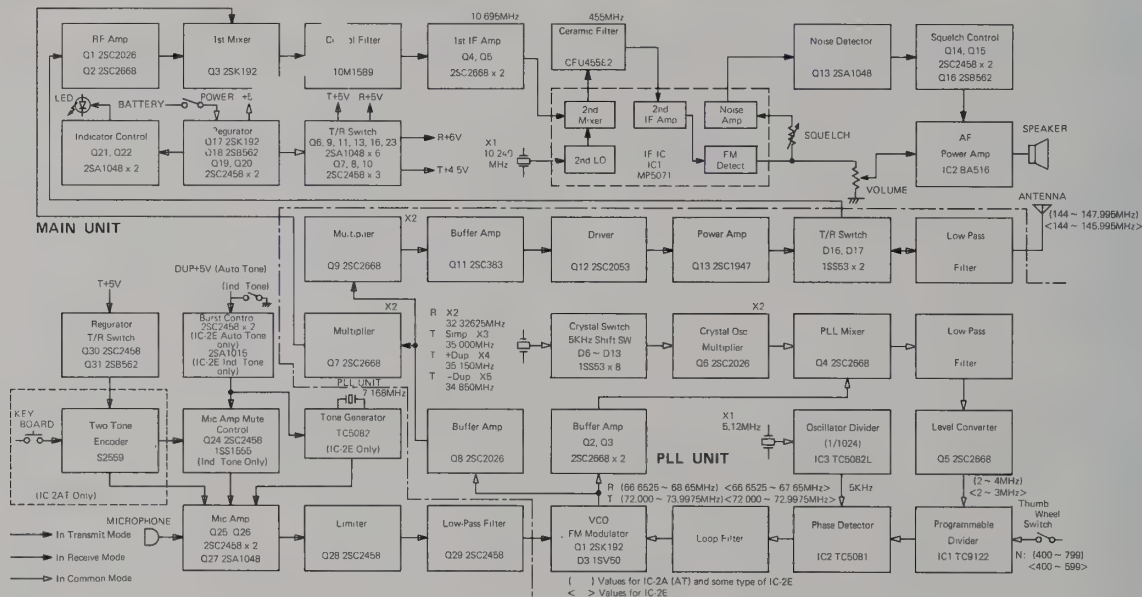 10 695MHz
455MHz
RF Amp
Q1 2SC2026
Q2 2SC2668
1st Mixer
Q3 2SK192
Filter
10M15B9
1st IF Amp
Q4, Q5
2SC2668 x 2
Ceramic Filter
CFU455E2
Noise Detector
Q13 2SA1048
Squelch Control
Q14, Q15
2SC2458 x 2
Q16 2SB562
LED
BATTERY
POWER
T+5V
R+5V
Indicator Control
Q21, Q22
2SA1048 x 2
Regurator
Q17 2SK192
Q18 2SB562
Q19, Q20
2SC2458 x 2
T/R Switch
Q6, 9, 11, 13, 16, 23
2SA1048 x 6
Q7, 8, 10
2SC2458 x 3
R+6V
T+4 5V
X1
10 240
MHz
2nd
Mixer
2nd LO
2nd
IF Amp
IF IC
IC1
MP5071
Noise
Amp
FM
Detect
SQUELCH
VOLUME
AF
Power Amp
IC2 BA516
SPEAKER
MAIN UNIT
ANTENNA
(144 ~ 147.995MHz)
<144 ~ 145.995MHz>
X2
Multiplier
Q9 2SC2668
Buffer Amp
Q11 2SC383
Driver
Q12 2SC2053
Power Amp
Q13 2SC1947
T/R Switch
D16, D17
1SS53 x 2
Low Pass
Filter
T+5V
DUP+5V (Auto Tone)
(Ind Tone)
Regurator
T/R Switch
Q30 2SC2458
Q31 2SB562
Burst Control
2SC2458 x 2
(IC-2E Auto Tone
only)
2SA1015
(IC-2E Ind Tone
only)
X2
Multiplier
Q7 2SC2668
R X2
32 32625MHz
T Simp X3
35 000MHz
T +Dup X4
35 150MHz
T -Dup X5
34 850MHz
Crystal Switch
5KHz Shift SW
D6 ~ D13
1SS53 x 8
X2
Crystal Osc
Multiplier
Q6 2SC2026
PLL Mixer
Q4 2SC2668
Low Pass
Filter
PLL UNIT
7 168MHz
KEY
BOARD
Two Tone
Encoder
S2559
(IC 2AT Only)
Mic Amp Mute
Control
Q24 2SC2458
1SS1555
(Ind Tone Only)
Tone Generator
TC5082
(IC-2E Only)
Buffer Amp
Q8 2SC2026
Buffer Amp
Q2, Q3
2SC2668 x 2
PLL UNIT
X1
5,12MHz
Oscillator Divider
(1/1024)
IC3 TC5082L
Level Converter
Q5 2SC2668
R (66 6525 ~ 68 65MHz) <66 6525 ~ 67 65MHz>
T (72.000 ~ 73.9975MHz) <72 000 ~ 72 9975MHz>
5KHz
(2 ~ 4MHz)
<2 ~ 3MHz>
In Transmit Mode
In Receive Mode
In Common Mode
MICROPHONE
Mic Amp
Q25 Q26
2SC2458 x 2
Q27 2SA1048
Limiter
Q28 2SC2458
Low-Pass Filter
Q29 2SC2458
VCO
FM Modulator
Q1 2SK192
D3 1SV50
Loop Filter
Phase Detector
IC2 TC5081
Programmable
Divider
IC1 TC9122
Thumb
Wheel
Switch
N: (400 ~ 799)
<400 ~ 599>
( ) Values for IC-2A (AT) and some type of IC-2E
< > Values for IC-2E